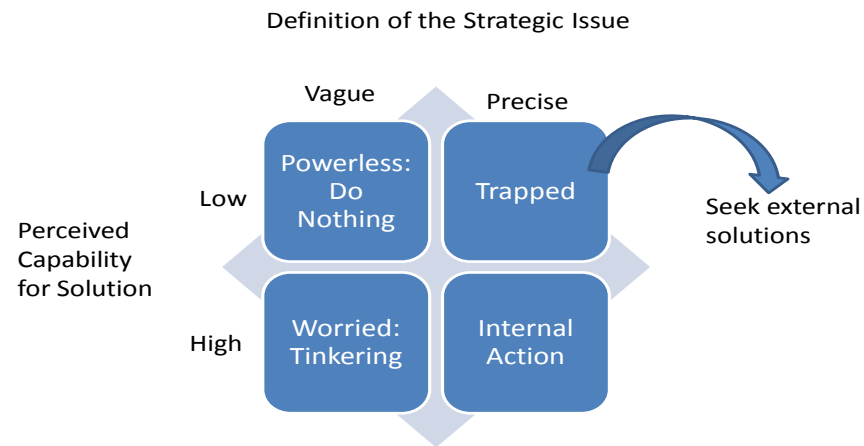 Definition of the Strategic Issue
Vague
Precise
Low
Powerless:
Do
Nothing
Trapped
Seek external
solutions
Perceived
Capability
for Solution
High
Worried:
Tinkering
Internal
Action